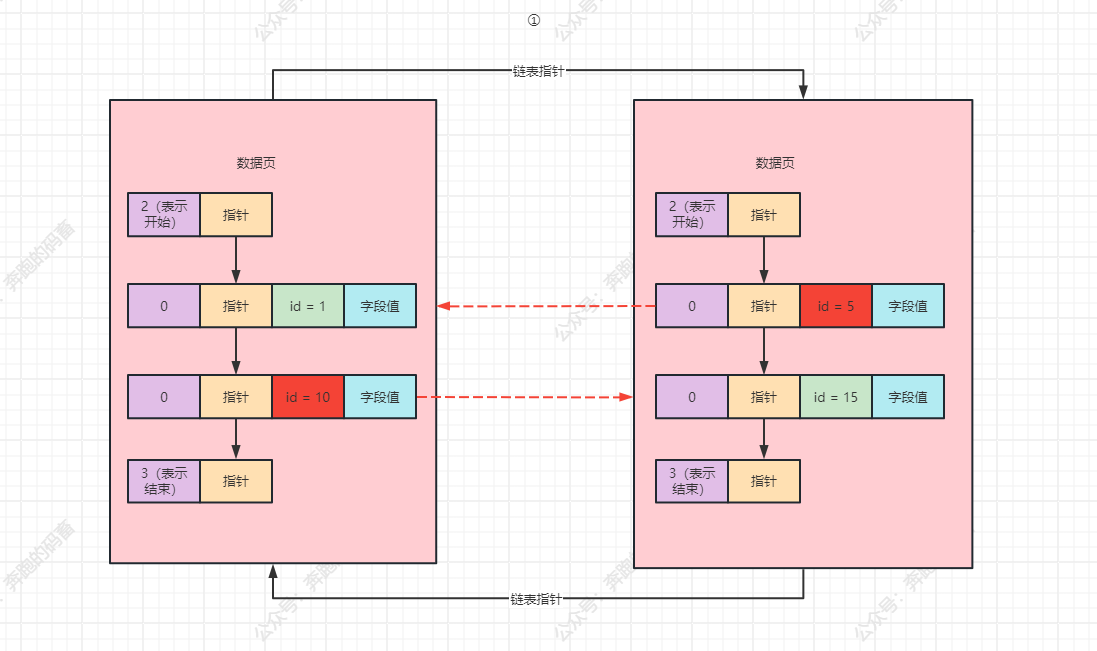 ①
链表指针
数据页
数据页
2（表示
开始）
指针
2（表示
开始）
指针
0
指针
id = 1
字段值
0
指针
id = 5
字段值
0
指针
id = 10
字段值
0
指针
id = 15
字段值
3（表示
结束）
指针
3（表示
结束）
指针
链表指针
公众号：奔跑的码畜